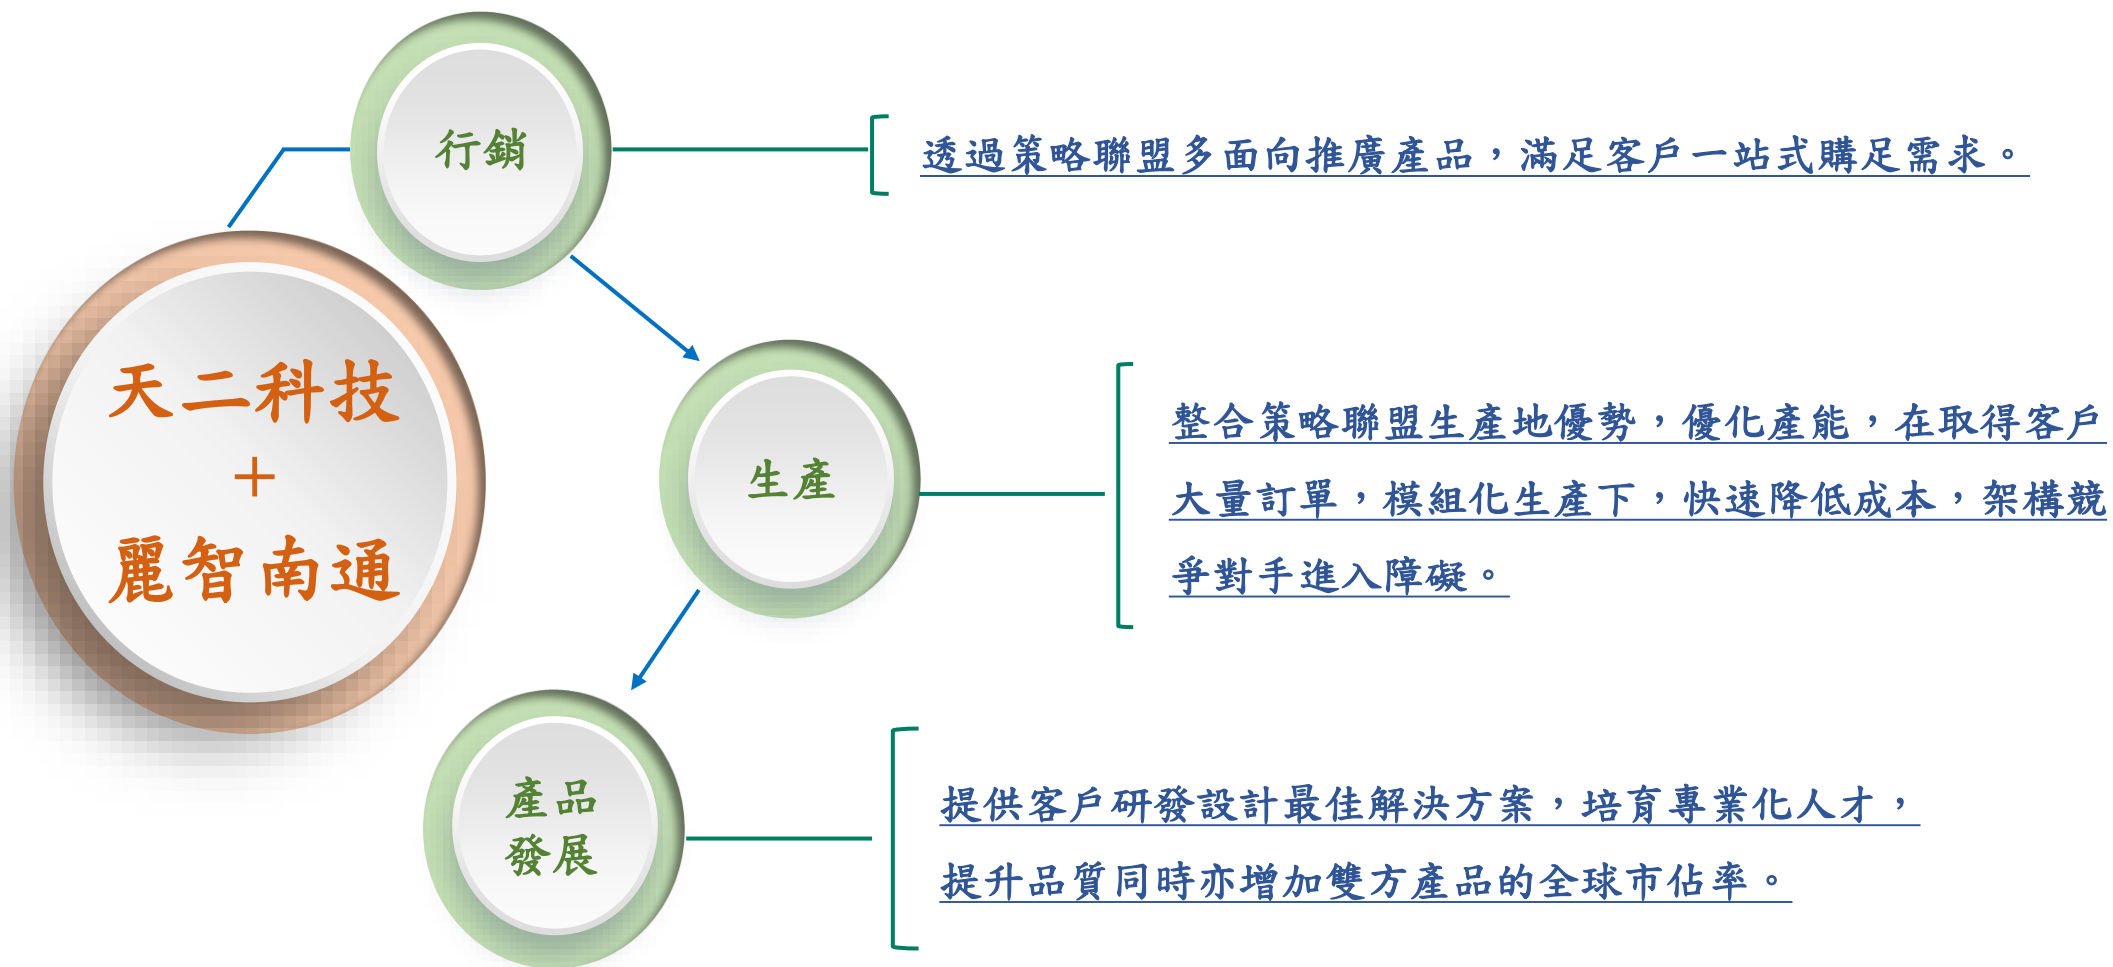 行銷
透過策略聯盟多面向推廣產品，滿足客戶一站式購足需求。
天二科技
+
麗智南通
生產
整合策略聯盟生產地優勢，優化產能，在取得客戶
大量訂單，模組化生產下，快速降低成本，架構競
爭對手進入障礙。
產品
發展
提供客戶研發設計最佳解決方案，培育專業化人才，
提升品質同時亦增加雙方產品的全球市佔率。